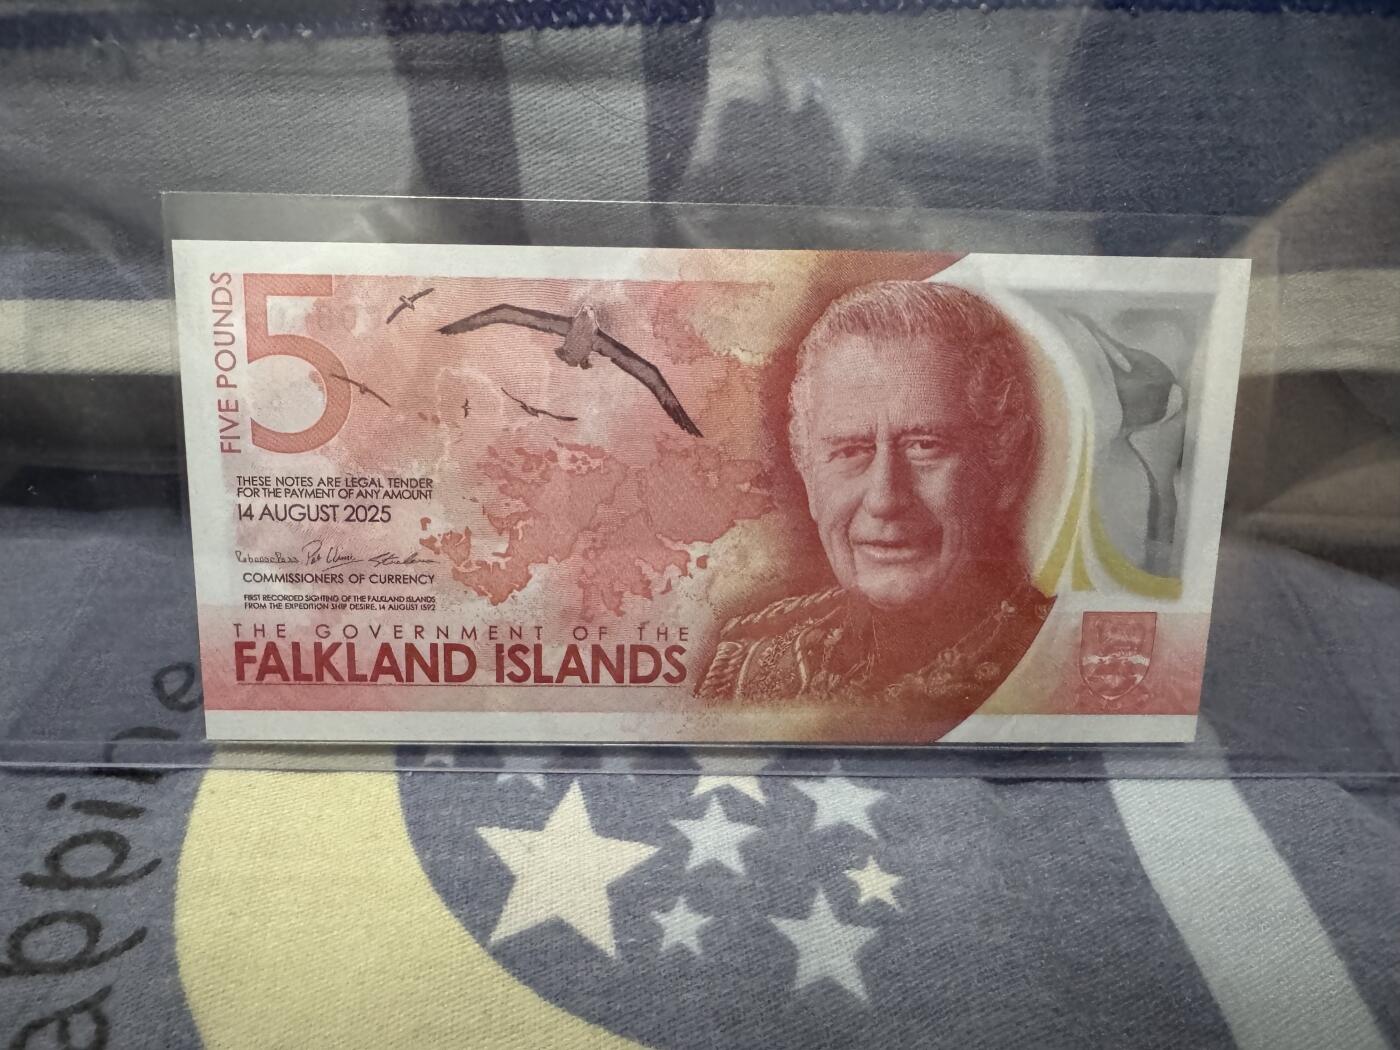 FIVE POUNDS
5
THESE NOTES ARE LEGAL TENDER
FOR THE PAYMENT OF ANY AMOUNT
14 AUGUST 2025
COMMISSIONERS OF CURRENCY
FIRST RECORDED SIGHTING OF THE FALKLAND ISLANDS
FROM THE EXPEDITION SHIP DESIRE, 14 AUGUST 1592
THE GOVERNMENT OF THE
FALKLAND ISLANDS